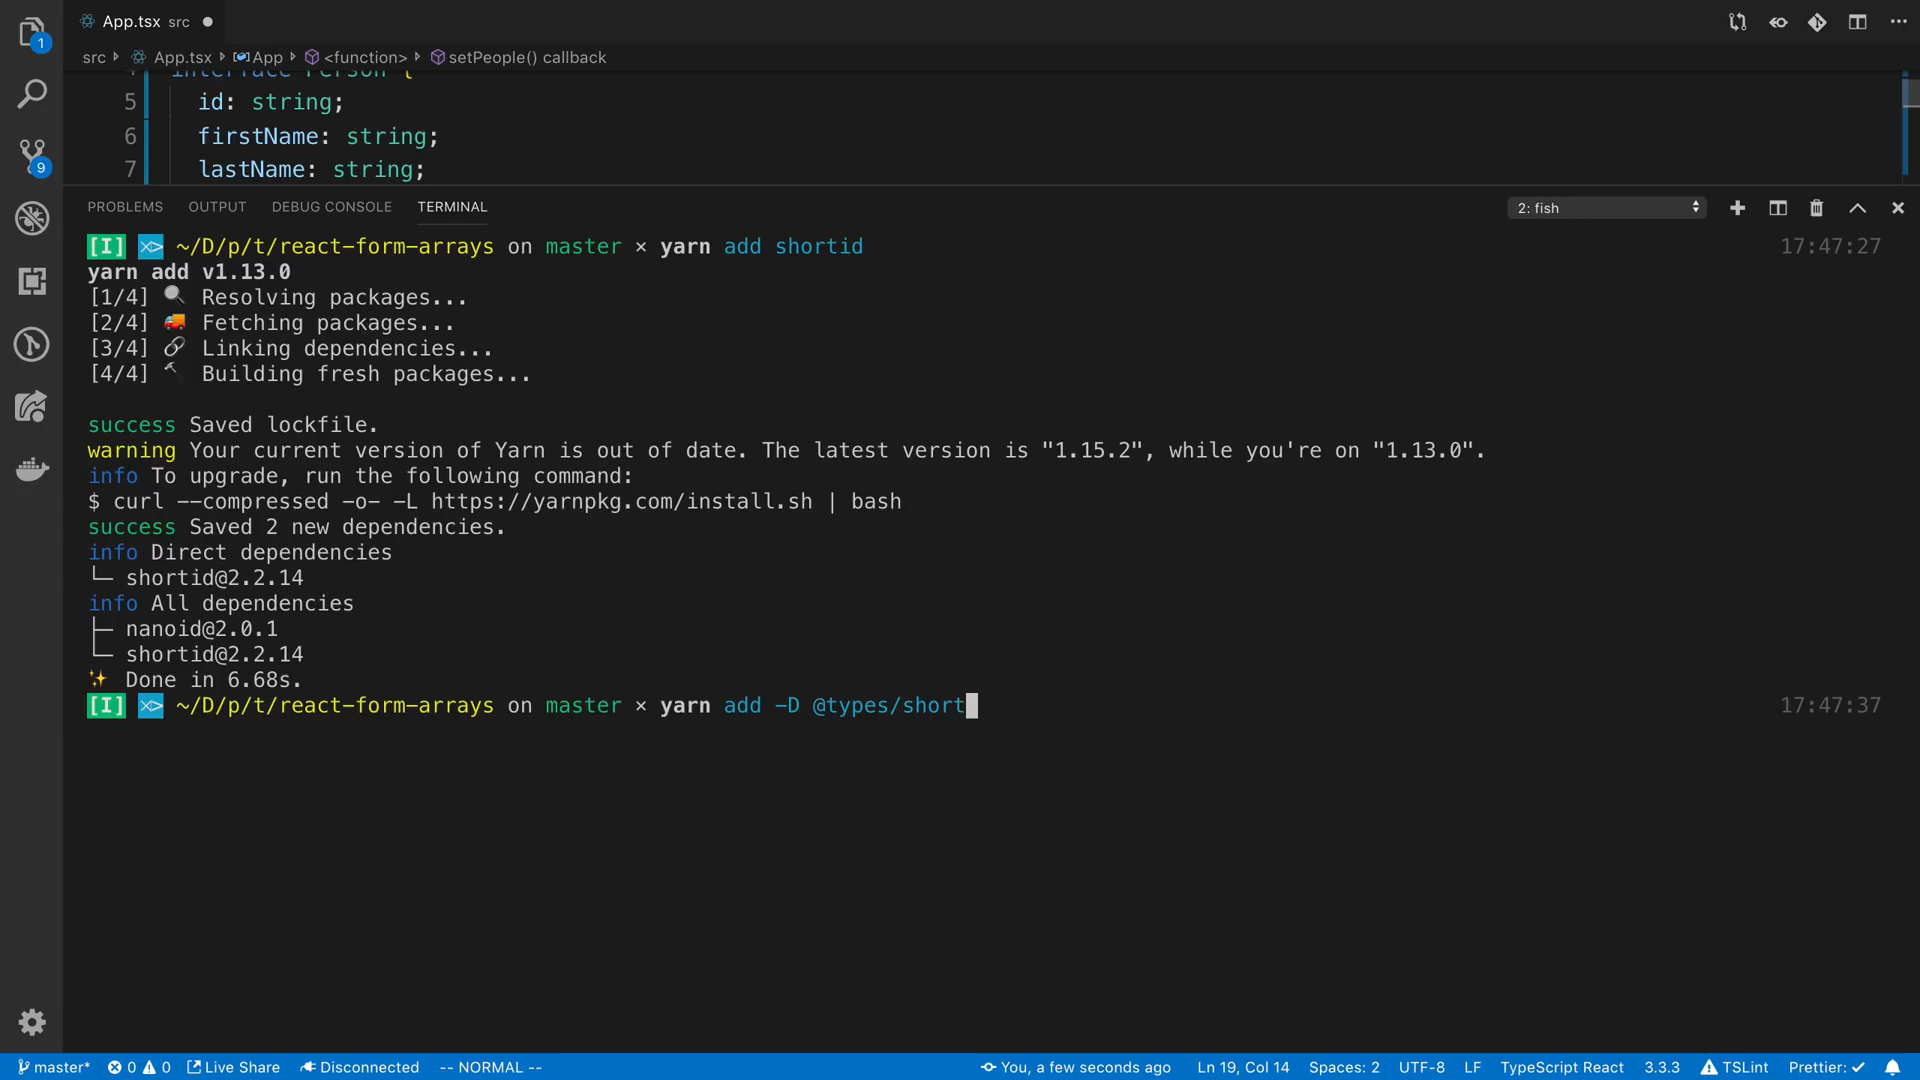 App.tsx src
1
src App.tsx App <function> setPeople() callback
4 interface Person {
5 id: string;
6 firstName: string;
7 lastName: string;
9
PROBLEMS OUTPUT DEBUG CONSOLE TERMINAL 2: fish
[I] ~/D/p/t/react-form-arrays on master × yarn add shortid 17:47:27
yarn add v1.13.0
[1/4] Resolving packages...
[2/4] Fetching packages...
[3/4] Linking dependencies...
[4/4] Building fresh packages...
success Saved lockfile.
warning Your current version of Yarn is out of date. The latest version is "1.15.2", while you're on "1.13.0".
info To upgrade, run the following command:
$ curl --compressed -o- -L https://yarnpkg.com/install.sh | bash
success Saved 2 new dependencies.
info Direct dependencies
└─ shortid@2.2.14
info All dependencies
├─ nanoid@2.0.1
└─ shortid@2.2.14
Done in 6.68s.
[I] ~/D/p/t/react-form-arrays on master × yarn add -D @types/short 17:47:37
master* 0 0 Live Share Disconnected -- NORMAL -- You, a few seconds ago Ln 19, Col 14 Spaces: 2 UTF-8 LF TypeScript React 3.3.3 TSLint Prettier: ✓